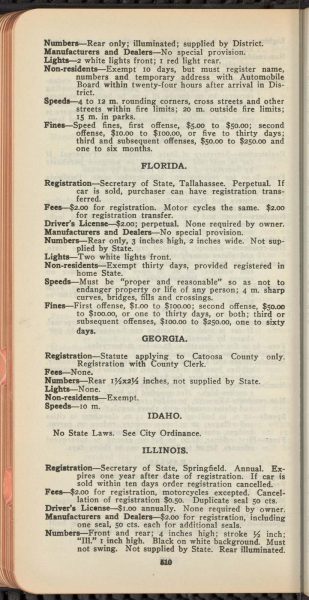 Numbers—Rear only; illuminated; supplied by District.
Manufacturers and Dealers—No special provision.
Lights—2 white lights front; 1 red light rear.
Non-residents—Exempt 10 days, but must register name,
numbers and temporary address with Automobile
Board within twenty-four hours after arrival in Dis-
trict.
Speeds—4 to 12 m. rounding corners, cross streets and other
streets within fire limits; 20 m. outside fire limits;
15 m. in parks.
Fines—Speed fines, first offense, $5.00 to $50.00; second
offense, $10.00 to $100.00, or five to thirty days;
third and subsequent offenses, $50.00 to $250.00 and
one to six months.
FLORIDA.
Registration—Secretary of State, Tallahassee. Perpetual. If
car is sold, purchaser can have registration trans-
ferred.
Fees—$2.00 for registration. Motor cycles the same. $2.00
for registration transfer.
Driver's License—$2.00; perpetual. None required by owner.
Manufacturers and Dealers—No special provision.
Numbers—Rear only, 3 inches high, 2 inches wide. Not sup-
plied by State.
Lights—Two white lights front.
Non-residents—Exempt thirty days, provided registered in
home State.
Speeds—Must be "proper and reasonable" so as not to
endanger property or life of any person; 4 m. sharp
curves, bridges, fills and crossings.
Fines—First offense, $1.00 to $100.00; second offense, $50.00
to $100.00, or one to thirty days, or both; third or
subsequent offenses, $100.00 to $250.00, one to sixty
days.
GEORGIA.
Registration—Statute applying to Catoosa County only.
Registration with County Clerk.
Fees—None.
Numbers—Rear 1½x2½ inches, not supplied by State.
Lights—None.
Non-residents—Exempt.
Speeds—10 m.
IDAHO.
No State Laws. See City Ordinance.
ILLINOIS.
Registration—Secretary of State, Springfield. Annual. Ex-
pires one year after date of registration. If car is
sold within ten days order registration cancelled.
Fees—$2.00 for registration, motorcycles excepted. Cancel-
lation of registration $0.50. Duplicate seal 50 cts.
Driver's License—$1.00 annually. None required of owner.
Manufacturers and Dealers—$2.00 for registration, including
one seal, 50 cts. each for additional seals.
Numbers—Front and rear; 4 inches high; stroke ½ inch;
"Ill." 1 inch high. Black on white background. Must
not swing. Not supplied by State. Rear illuminated.
510